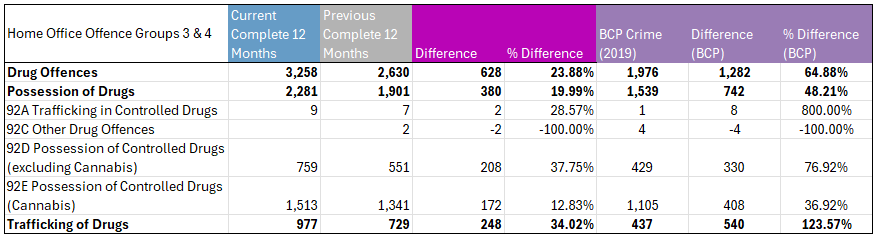 Home Office Offence Groups 3 & 4 | Current Complete 12 Months | Previous Complete 12 Months | Difference | % Difference | BCP Crime (2019) | Difference (BCP) | % Difference (BCP)
Drug Offences 3,258 2,630 628 23.88% 1,976 1,282 64.88%
Possession of Drugs 2,281 1,901 380 19.99% 1,539 742 48.21%
92A Trafficking in Controlled Drugs 9 7 2 28.57% 1 8 800.00%
92C Other Drug Offences 2 -2 -100.00% 4 -4 -100.00%
92D Possession of Controlled Drugs
(excluding Cannabis) 759 551 208 37.75% 429 330 76.92%
92E Possession of Controlled Drugs
(Cannabis) 1,513 1,341 172 12.83% 1,105 408 36.92%
Trafficking of Drugs 977 729 248 34.02% 437 540 123.57%